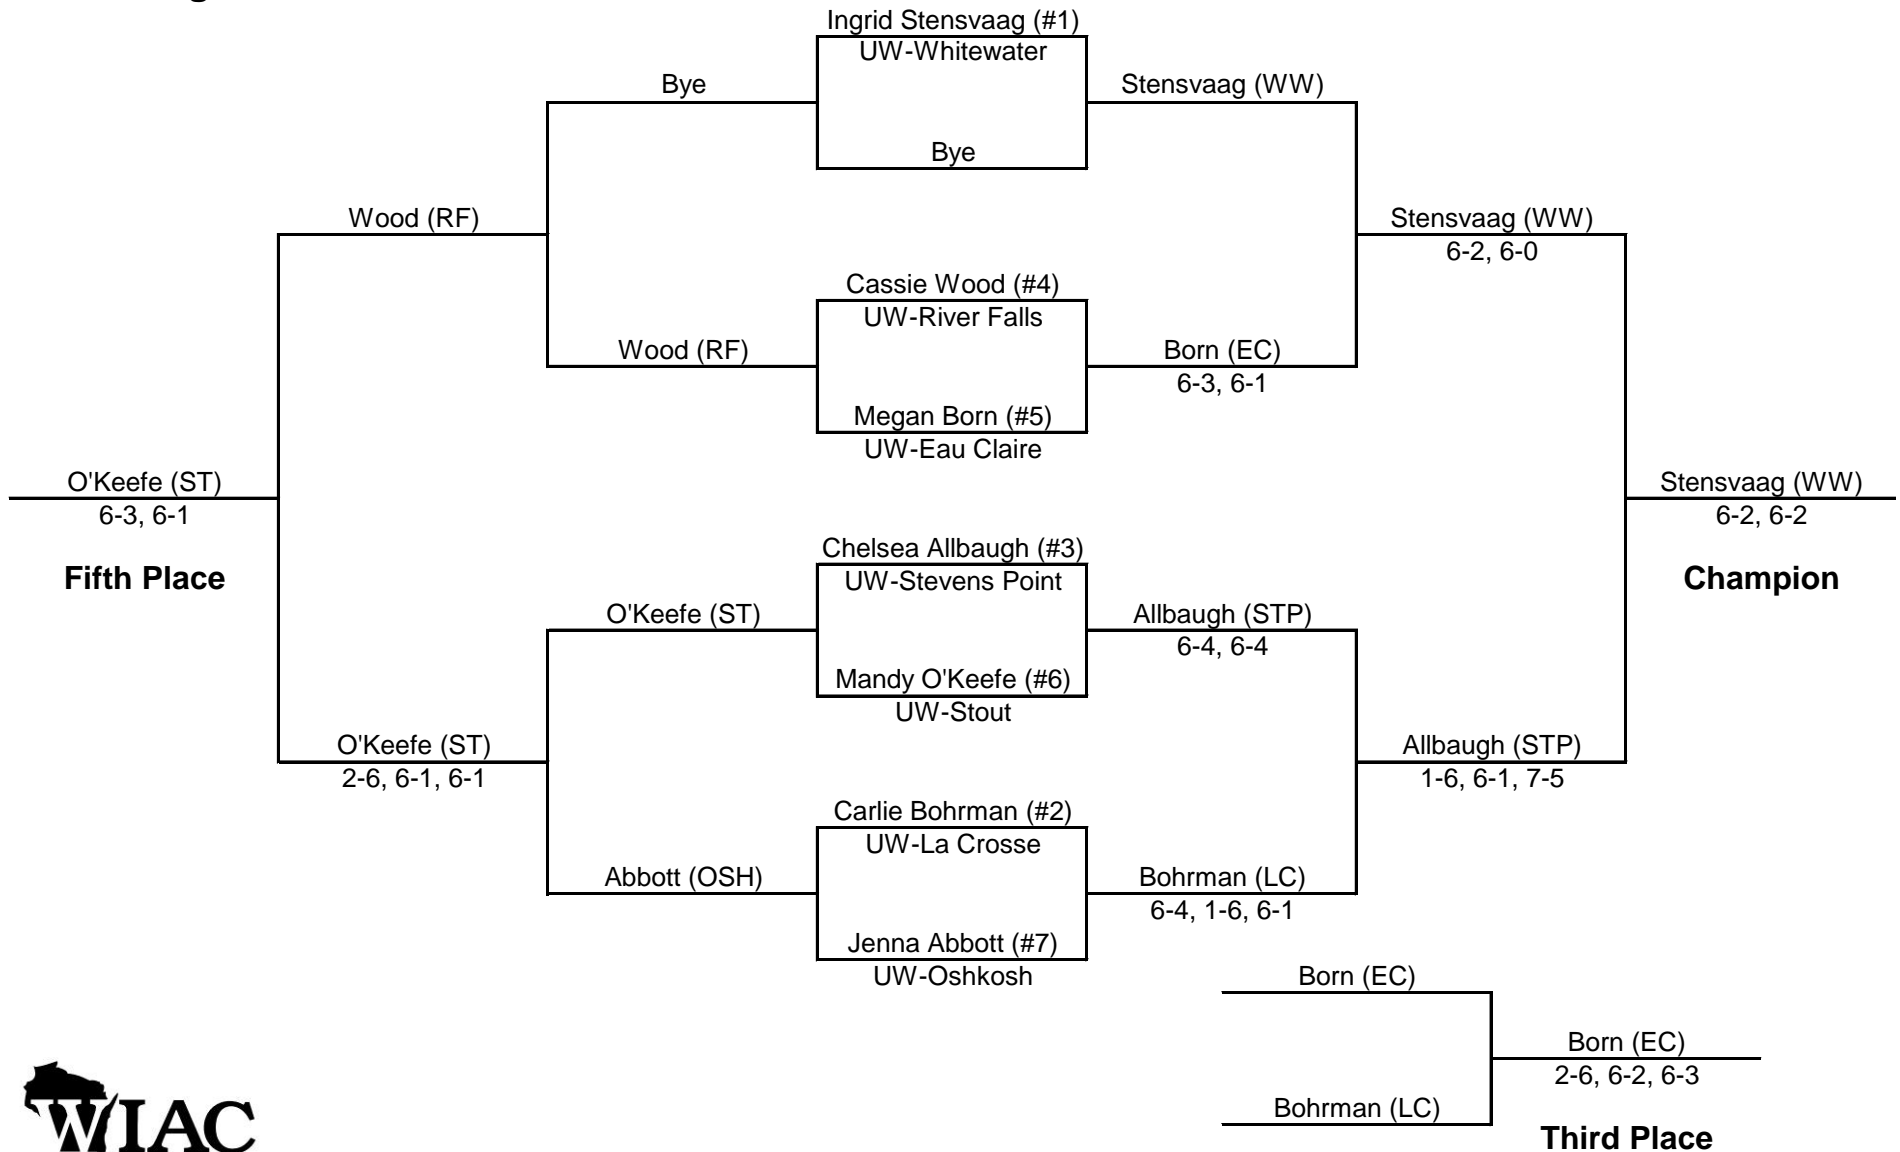 Ingrid Stensvaag (#1)
UW-Whitewater
Bye
Stensvaag (WW)
Bye
Wood (RF)
Stensvaag (WW)
6-2, 6-0
Cassie Wood (#4)
UW-River Falls
Wood (RF)
Born (EC)
6-3, 6-1
Megan Born (#5)
UW-Eau Claire
O'Keefe (ST)
6-3, 6-1
Fifth Place
Stensvaag (WW)
6-2, 6-2
Champion
Chelsea Allbaugh (#3)
UW-Stevens Point
O'Keefe (ST)
Allbaugh (STP)
6-4, 6-4
Mandy O'Keefe (#6)
UW-Stout
O'Keefe (ST)
2-6, 6-1, 6-1
Allbaugh (STP)
1-6, 6-1, 7-5
Carlie Bohrman (#2)
UW-La Crosse
Abbott (OSH)
Bohrman (LC)
6-4, 1-6, 6-1
Jenna Abbott (#7)
UW-Oshkosh
Born (EC)
Born (EC)
2-6, 6-2, 6-3
Bohrman (LC)
Third Place
WIAC